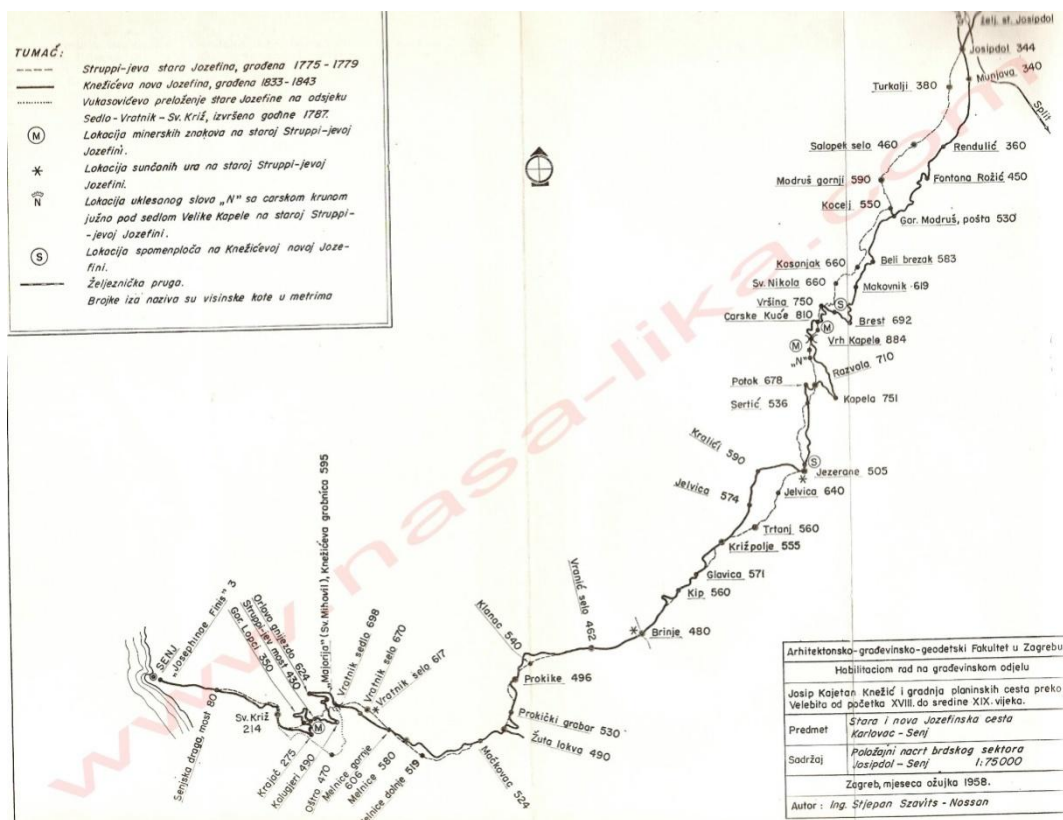 TUMAČ:
Struppi-jeva stara Jozefina, građena 1775-1779
Knežićeva nova Jozefina, građena 1833-1843
Vukasovićevo preloženje stare Jozefine na odsjeku
Sedlo-Vratnik-Sv. Križ, izvršeno godine 1787.
M Lokacija minerskih znakova na staroj Struppi-jevoj
Jozefini.
Lokacija sunčanih ura na staroj Struppi-jevoj
Jozefini.
N Lokacija uklesanog slova „N" sa carskom krunom
južno pod sedlom Velike Kapele na staroj Struppi-
-jevoj Jozefini.
S Lokacija spomenploča na Knežićevoj novoj Joze-
fini.
Željeznička pruga.
Brojke iza naziva su visinske kote u metrima
želj. st. Josipdol
Josipdol 344
Munjava 340
Split
Turkalji 380
Salopek selo 460
Rendulić 360
Modruš gornji 590
Fontana Rožić 450
Kocelj 550
Gor. Modruš, pošta 530
Kosanjak 660
Beli brezak 583
Sv. Nikola 660
Makovnik 619
Vršina 750
S
Carske Kuće 810
M
Brest 692
Vrh Kapele 884
M
„N"
Razvala 710
Potok 678
Sertić 536
Kapela 751
Kralići 590
S
Jezerane 505
Jelvica 574
Jelvica 640
Trtanj 560
Križpolje 555
Glavica 571
Kip 560
Brinje 480
Vranić selo 462
Klanac 540
Prokike 496
Prokički grabar 530
Žuta lokva 490
Mačkovac 524
„Majorija" (Sv. Mihovil), Knežićeva grobnica 595
Vratnik sedlo 698
Vratnik selo 670
Vratnik selo 617
Orlovo gnijezdo 624
Struppi-jev most 450
Gor. Lopci 350
SENJ
„Josephinae Finis" 3
Senjska draga, most 80
Sv. Križ
214
M
Krajač 275
Kalugjeri 490
Oštro 470
Melnice gornje
606
Melnice 580
elnice dolnje 519
Arhitektonsko-građevinsko-geodetski Fakultet u Zagrebu
Habilitacioni rad na građevinskom odjelu
Josip Kajetan Knežić i gradnja planinskih cesta preko
Velebita od početka XVIII. do sredine XIX. vijeka.
Predmet Stara i nova Jozefinska cesta
Karlovac - Senj
Sadržaj Položajni nacrt brdskog sektora
Josipdol - Senj 1:75000
Zagreb, mjeseca ožujka 1958.
Autor: Ing. Stjepan Szavits-Nossan
www.nasa-lika.com